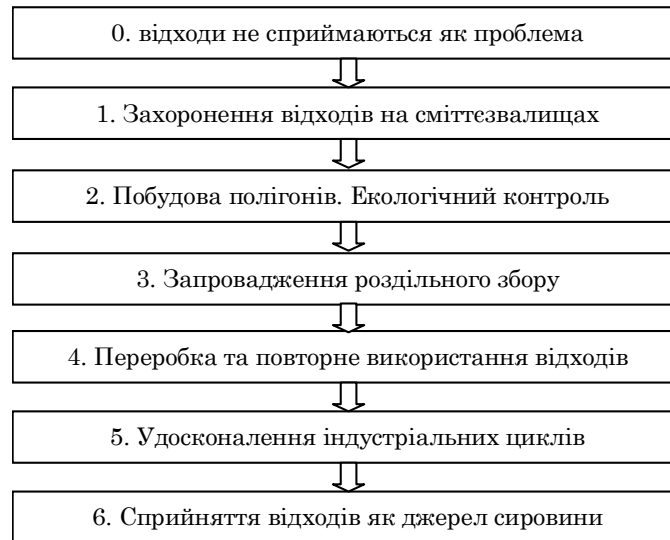 0. відходи не сприймаються як проблема
1. Захоронення відходів на сміттєзвалищах
2. Побудова полігонів. Екологічний контроль
3. Запровадження роздільного збору
4. Переробка та повторне використання відходів
5. Удосконалення індустріальних циклів
6. Сприйняття відходів як джерел сировини